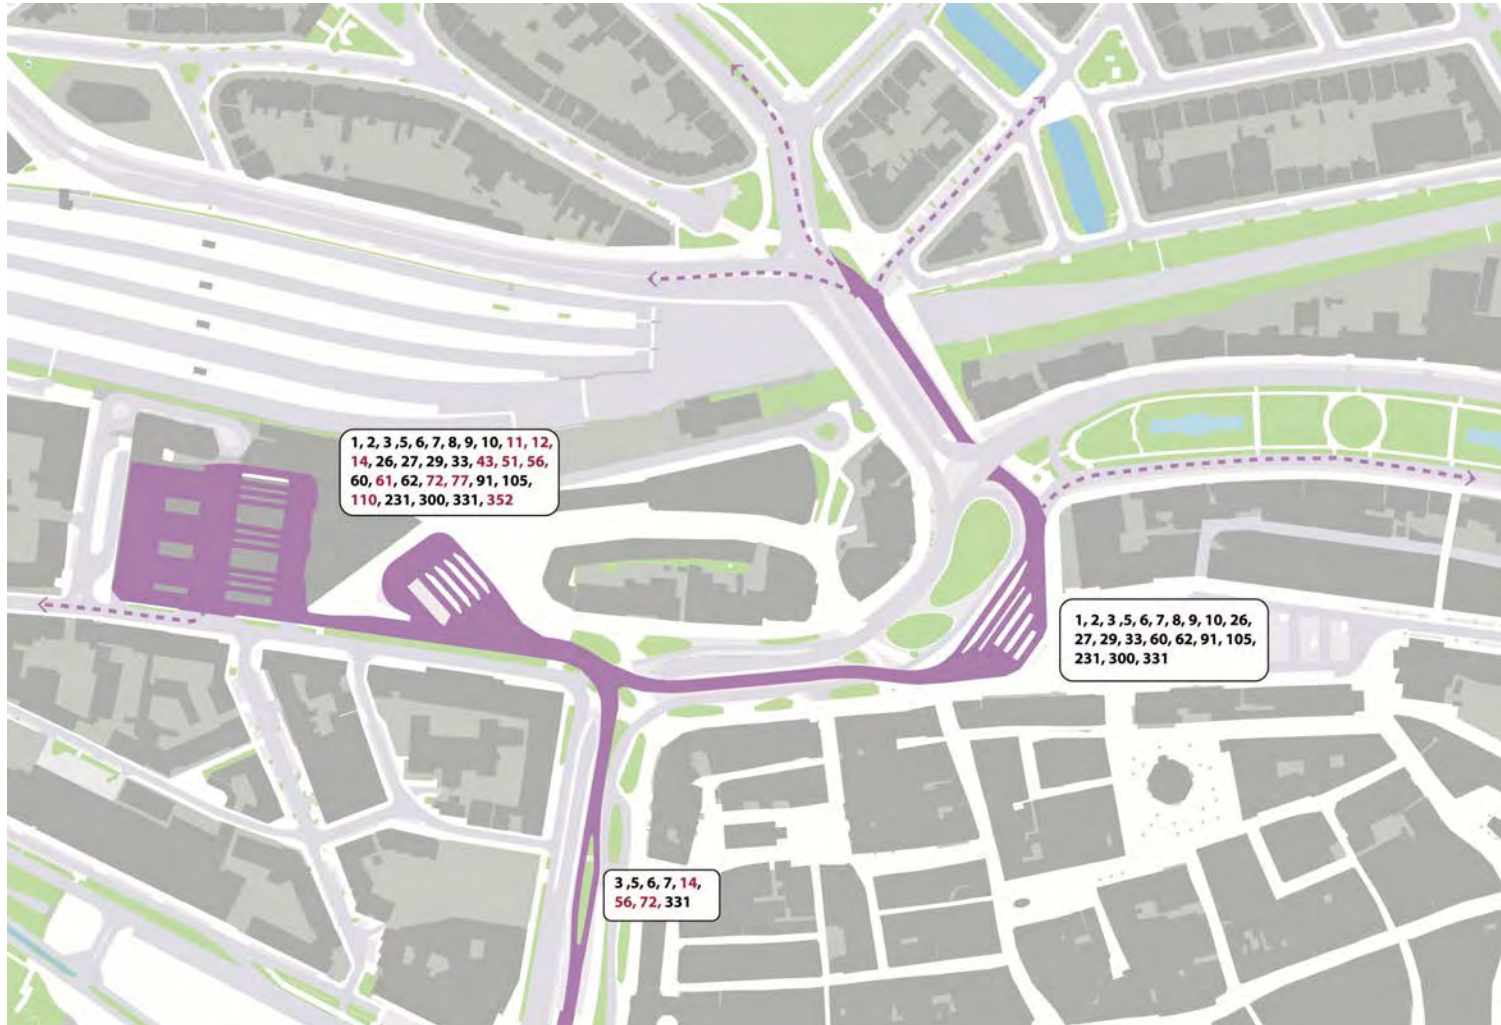 1, 2, 3 ,5, 6, 7, 8, 9, 10, 11, 12,
14, 26, 27, 29, 33, 43, 51, 56,
60, 61, 62, 72, 77, 91, 105,
110, 231, 300, 331, 352
1, 2, 3 ,5, 6, 7, 8, 9, 10, 26,
27, 29, 33, 60, 62, 91, 105,
231, 300, 331
3 ,5, 6, 7, 14,
56, 72, 331